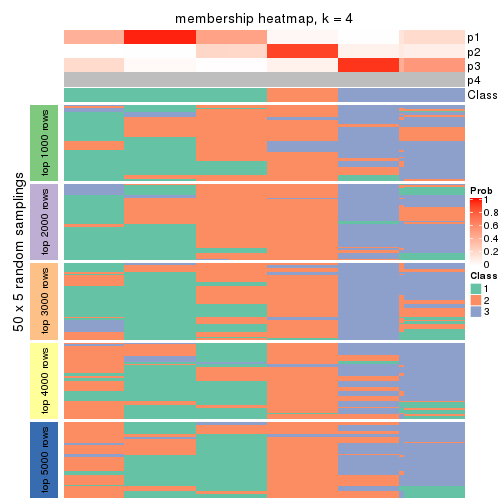 membership heatmap, k = 4
p1
p2
p3
p4
Class
50 x 5 random samplings
top 1000 rows
top 2000 rows
top 3000 rows
top 4000 rows
top 5000 rows
Prob
1
0.8
0.6
0.4
0.2
0
Class
1
2
3